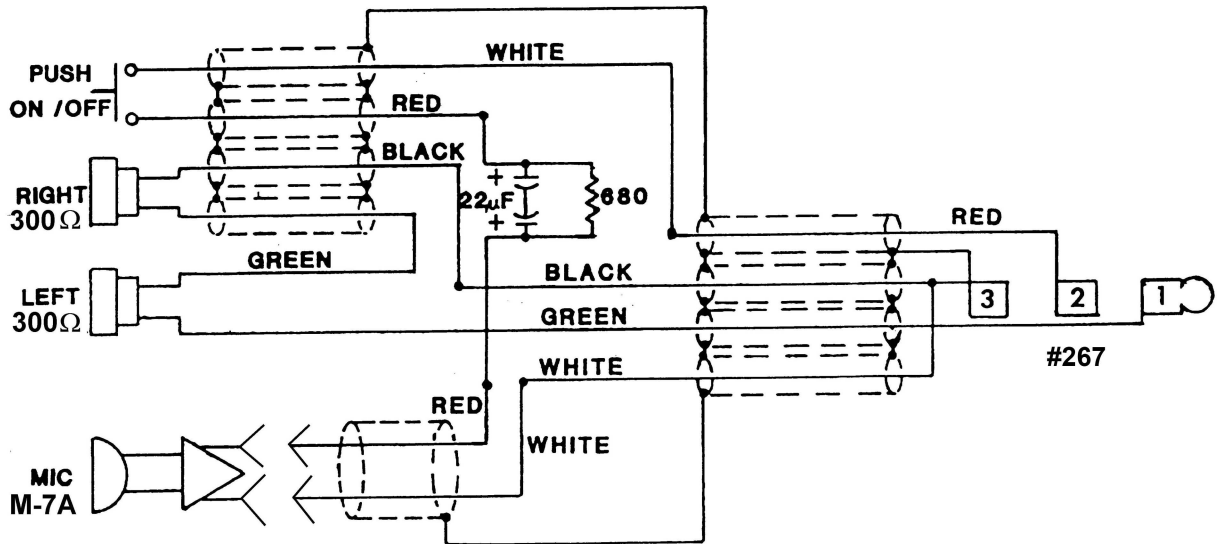 WHITE
PUSH
ON /OFF
RED
BLACK
RIGHT
300Ω
+
22µF
+
680
RED
GREEN
BLACK
LEFT
300Ω
3
2
1
GREEN
#267
WHITE
RED
WHITE
MIC
M-7A